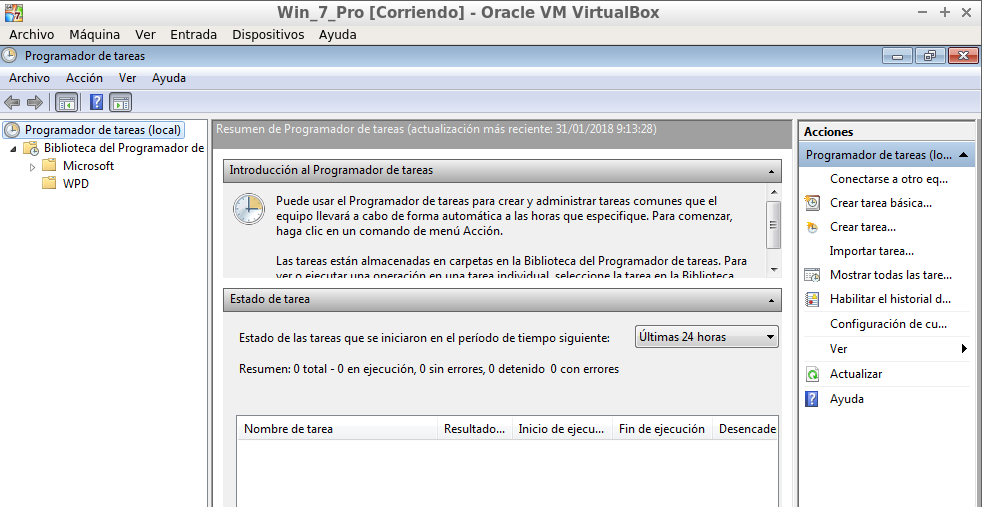 Win_7_Pro [Corriendo] - Oracle VM VirtualBox
Archivo Máquina Ver Entrada Dispositivos Ayuda
Programador de tareas
Archivo Acción Ver Ayuda
Programador de tareas (local)
Biblioteca del Programador de
Microsoft
WPD
Resumen de Programador de tareas (actualización más reciente: 31/01/2018 9:13:28)
Introducción al Programador de tareas
Puede usar el Programador de tareas para crear y administrar tareas comunes que el
equipo llevará a cabo de forma automática a las horas que especifique. Para comenzar,
haga clic en un comando de menú Acción.
Las tareas están almacenadas en carpetas en la Biblioteca del Programador de tareas. Para
ver o ejecutar una operación en una tarea individual, seleccione la tarea en la Biblioteca
Estado de tarea
Estado de las tareas que se iniciaron en el período de tiempo siguiente:
Últimas 24 horas
Resumen: 0 total - 0 en ejecución, 0 sin errores, 0 detenido 0 con errores
Nombre de tarea Resultado... Inicio de ejecu... Fin de ejecución Desencade
Acciones
Programador de tareas (lo...
Conectarse a otro eq...
Crear tarea básica...
Crear tarea...
Importar tarea...
Mostrar todas las tare...
Habilitar el historial d...
Configuración de cu...
Ver
Actualizar
Ayuda